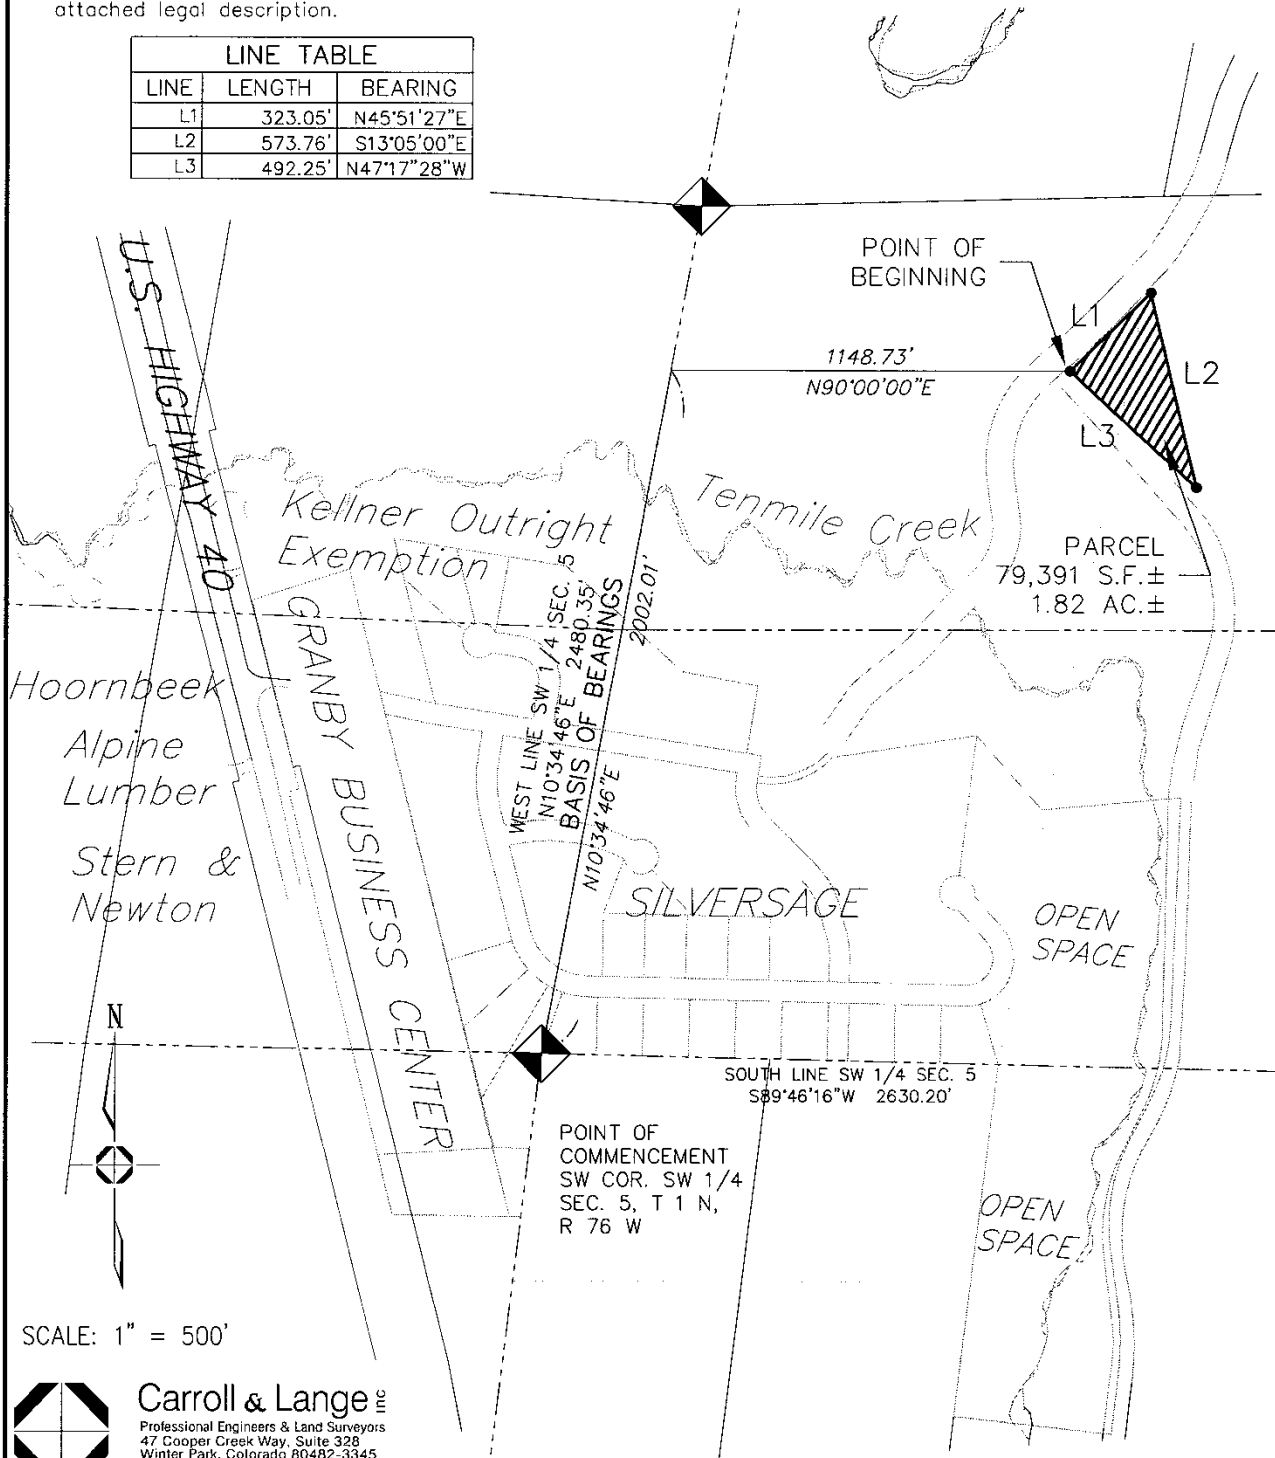 attached legal description.
LINE TABLE
LINE LENGTH BEARING
L1 323.05' N45°51'27"E
L2 573.76' S13°05'00"E
L3 492.25' N47°17"28"W
U.S. HIGHWAY 40
POINT OF
BEGINNING
L1
L2
L3
1148.73'
N90°00'00"E
Kellner Outright
Exemption
Tenmile Creek
PARCEL
79,391 S.F.±
1.82 AC.±
WEST LINE SW 1/4 SEC. 5
N10°34'46"E 2480.35'
BASIS OF BEARINGS
2002.01'
N10°34'46"E
Hoornbeek
Alpine
Lumber
Stern &
Newton
GRANBY BUSINESS CENTER
SILVERSAGE
OPEN
SPACE
N
SOUTH LINE SW 1/4 SEC. 5
S89°46'16"W 2630.20'
POINT OF
COMMENCEMENT
SW COR. SW 1/4
SEC. 5, T 1 N,
R 76 W
OPEN
SPACE
SCALE: 1" = 500'
Carroll & Lange Inc
Professional Engineers & Land Surveyors
47 Cooper Creek Way, Suite 328
Winter Park, Colorado 80482-3345